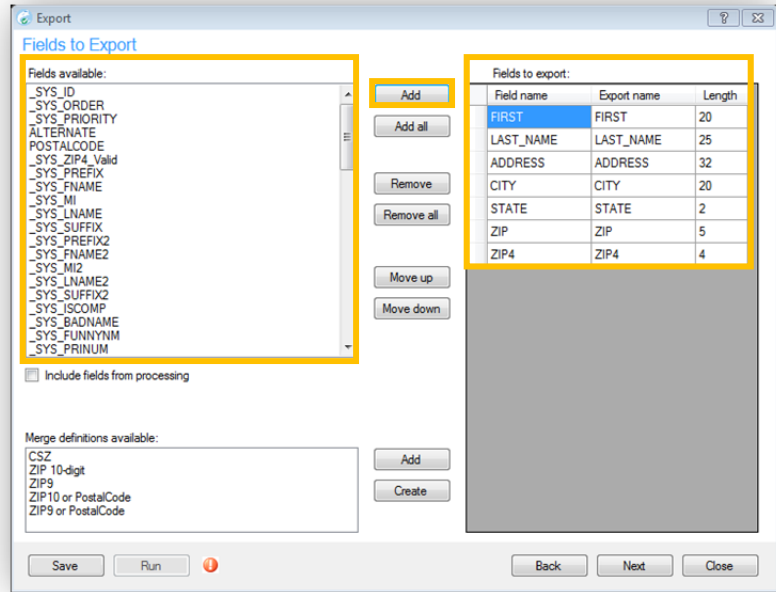 Export
Fields to Export
Fields available:
_SYS_ID
_SYS_ORDER
_SYS_PRIORITY
ALTERNATE
POSTALCODE
_SYS_ZIP4_Valid
_SYS_PREFIX
_SYS_FNAME
_SYS_MI
_SYS_LNAME
_SYS_SUFFIX
_SYS_PREFIX2
_SYS_FNAME2
_SYS_MI2
_SYS_LNAME2
_SYS_SUFFIX2
_SYS_ISCOMP
_SYS_BADNAME
_SYS_FUNNYNM
_SYS_PRINUM
Include fields from processing
Merge definitions available:
CSZ
ZIP 10-digit
ZIP9
ZIP10 or PostalCode
ZIP9 or PostalCode
Add
Add all
Remove
Remove all
Move up
Move down
Add
Create
Fields to export:
Field name Export name Length
FIRST FIRST 20
LAST_NAME LAST_NAME 25
ADDRESS ADDRESS 32
CITY CITY 20
STATE STATE 2
ZIP ZIP 5
ZIP4 ZIP4 4
Save Run Back Next Close